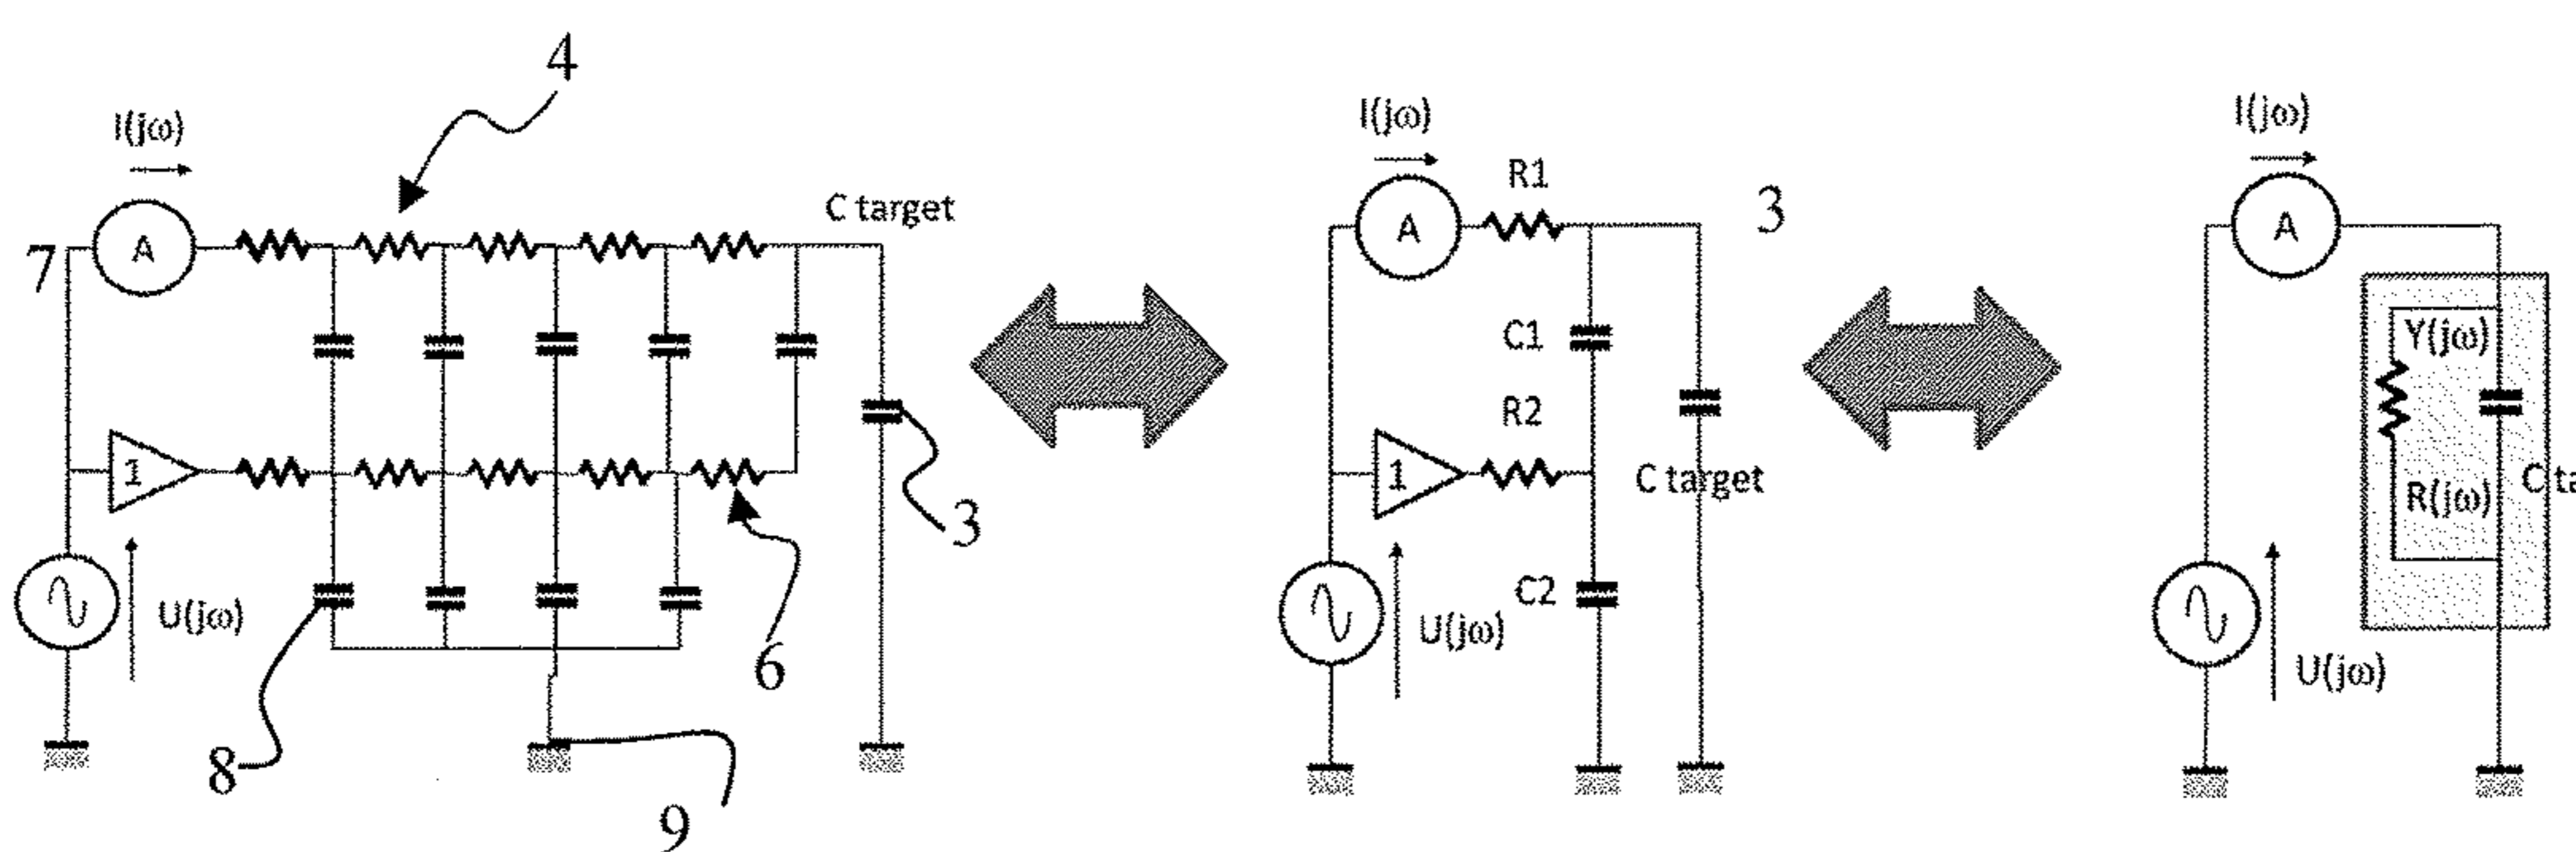 4
I(jω)
7
A
C target
1
U(jω)
3
6
8
9
I(jω)
A
R1
3
C1
R2
1
C target
C2
U(jω)
I(jω)
A
Y(jω)
R(jω)
C ta
U(jω)